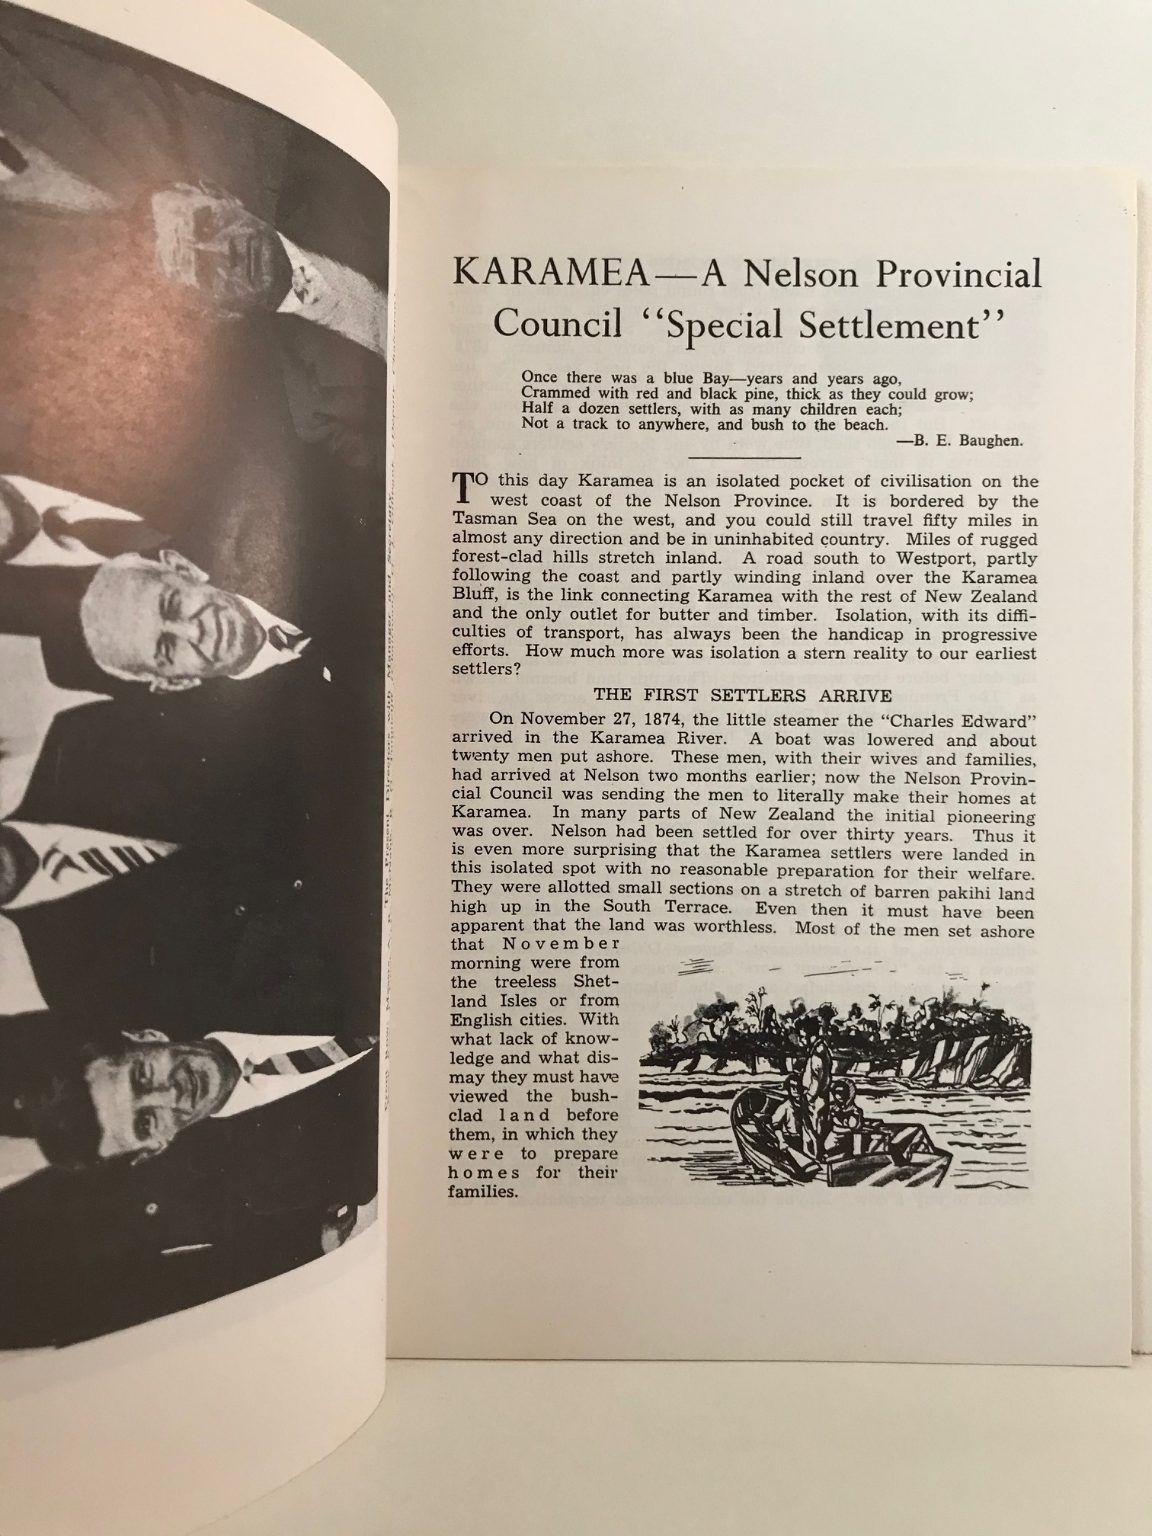 KARAMEA—A Nelson Provincial
Council “Special Settlement”
Once there was a blue Bay—years and years ago,
Crammed with red and black pine, thick as they could grow;
Half a dozen settlers, with as many children each;
Not a track to anywhere, and bush to the beach.
—B. E. Baughen.
TO this day Karamea is an isolated pocket of civilisation on the
west coast of the Nelson Province. It is bordered by the
Tasman Sea on the west, and you could still travel fifty miles in
almost any direction and be in uninhabited country. Miles of rugged
forest-clad hills stretch inland. A road south to Westport, partly
following the coast and partly winding inland over the Karamea
Bluff, is the link connecting Karamea with the rest of New Zealand
and the only outlet for butter and timber. Isolation, with its diffi-
culties of transport, has always been the handicap in progressive
efforts. How much more was isolation a stern reality to our earliest
settlers?
THE FIRST SETTLERS ARRIVE
On November 27, 1874, the little steamer the “Charles Edward”
arrived in the Karamea River. A boat was lowered and about
twenty men put ashore. These men, with their wives and families,
had arrived at Nelson two months earlier; now the Nelson Provin-
cial Council was sending the men to literally make their homes at
Karamea. In many parts of New Zealand the initial pioneering
was over. Nelson had been settled for over thirty years. Thus it
is even more surprising that the Karamea settlers were landed in
this isolated spot with no reasonable preparation for their welfare.
They were allotted small sections on a stretch of barren pakihi land
high up in the South Terrace. Even then it must have been
apparent that the land was worthless. Most of the men set ashore
that November
morning were from
the treeless Shet-
land Isles or from
English cities. With
what lack of know-
ledge and what dis-
may they must have
viewed the bush-
clad land before
them, in which they
were to prepare
homes for their
families.